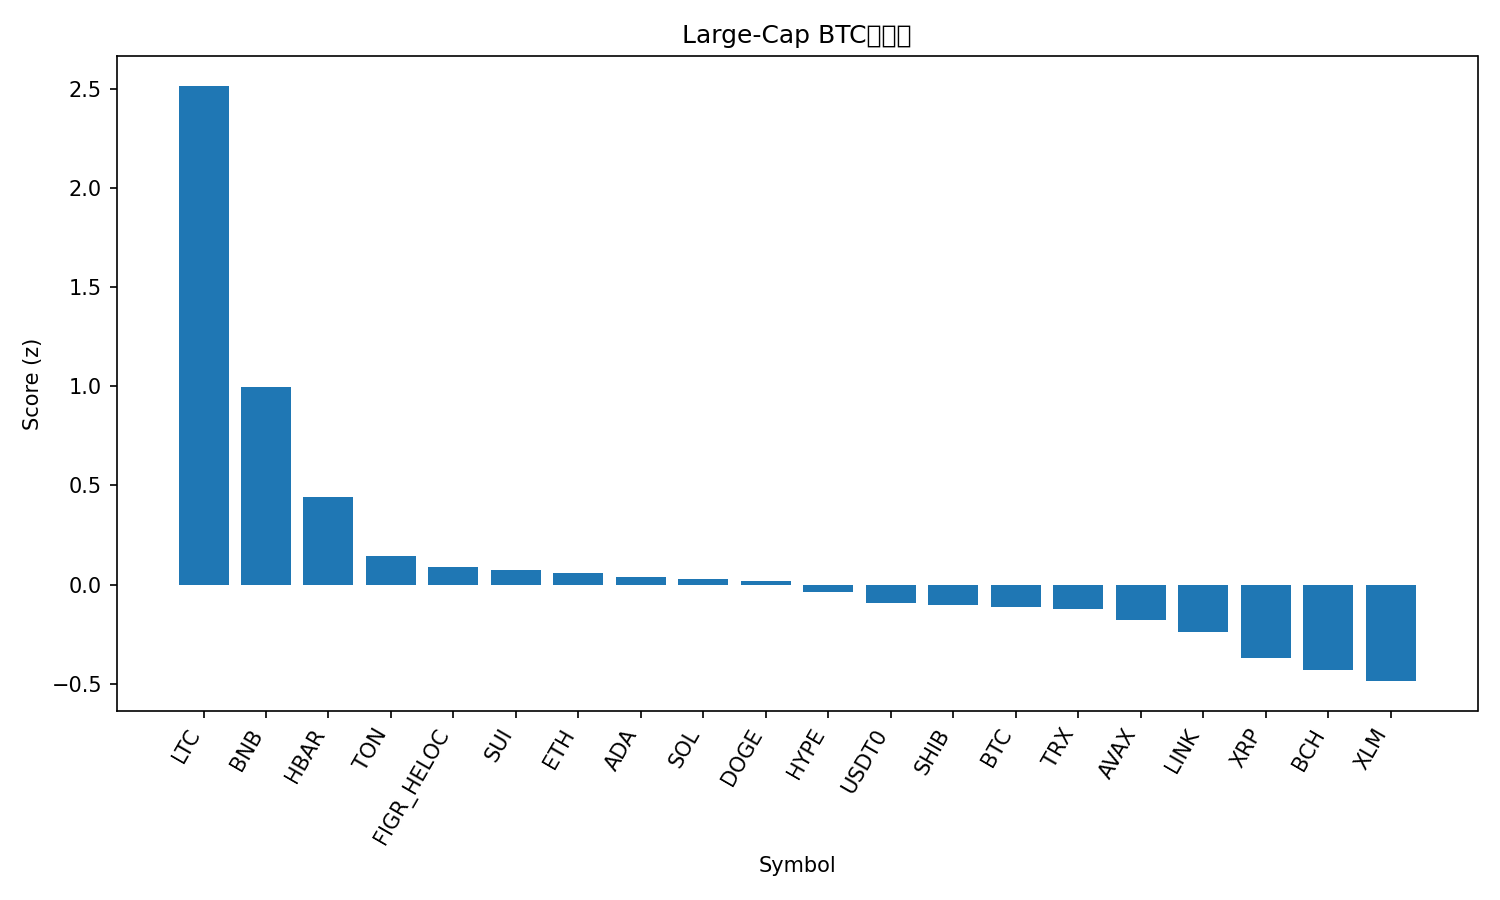 Large-Cap BTC
Score (z)
2.5
2.0
1.5
1.0
0.5
0.0
−0.5
LTC
BNB
HBAR
TON
FIGR_HELOC
SUI
ETH
ADA
SOL
DOGE
HYPE
USDT0
SHIB
BTC
TRX
AVAX
LINK
XRP
BCH
XLM
Symbol